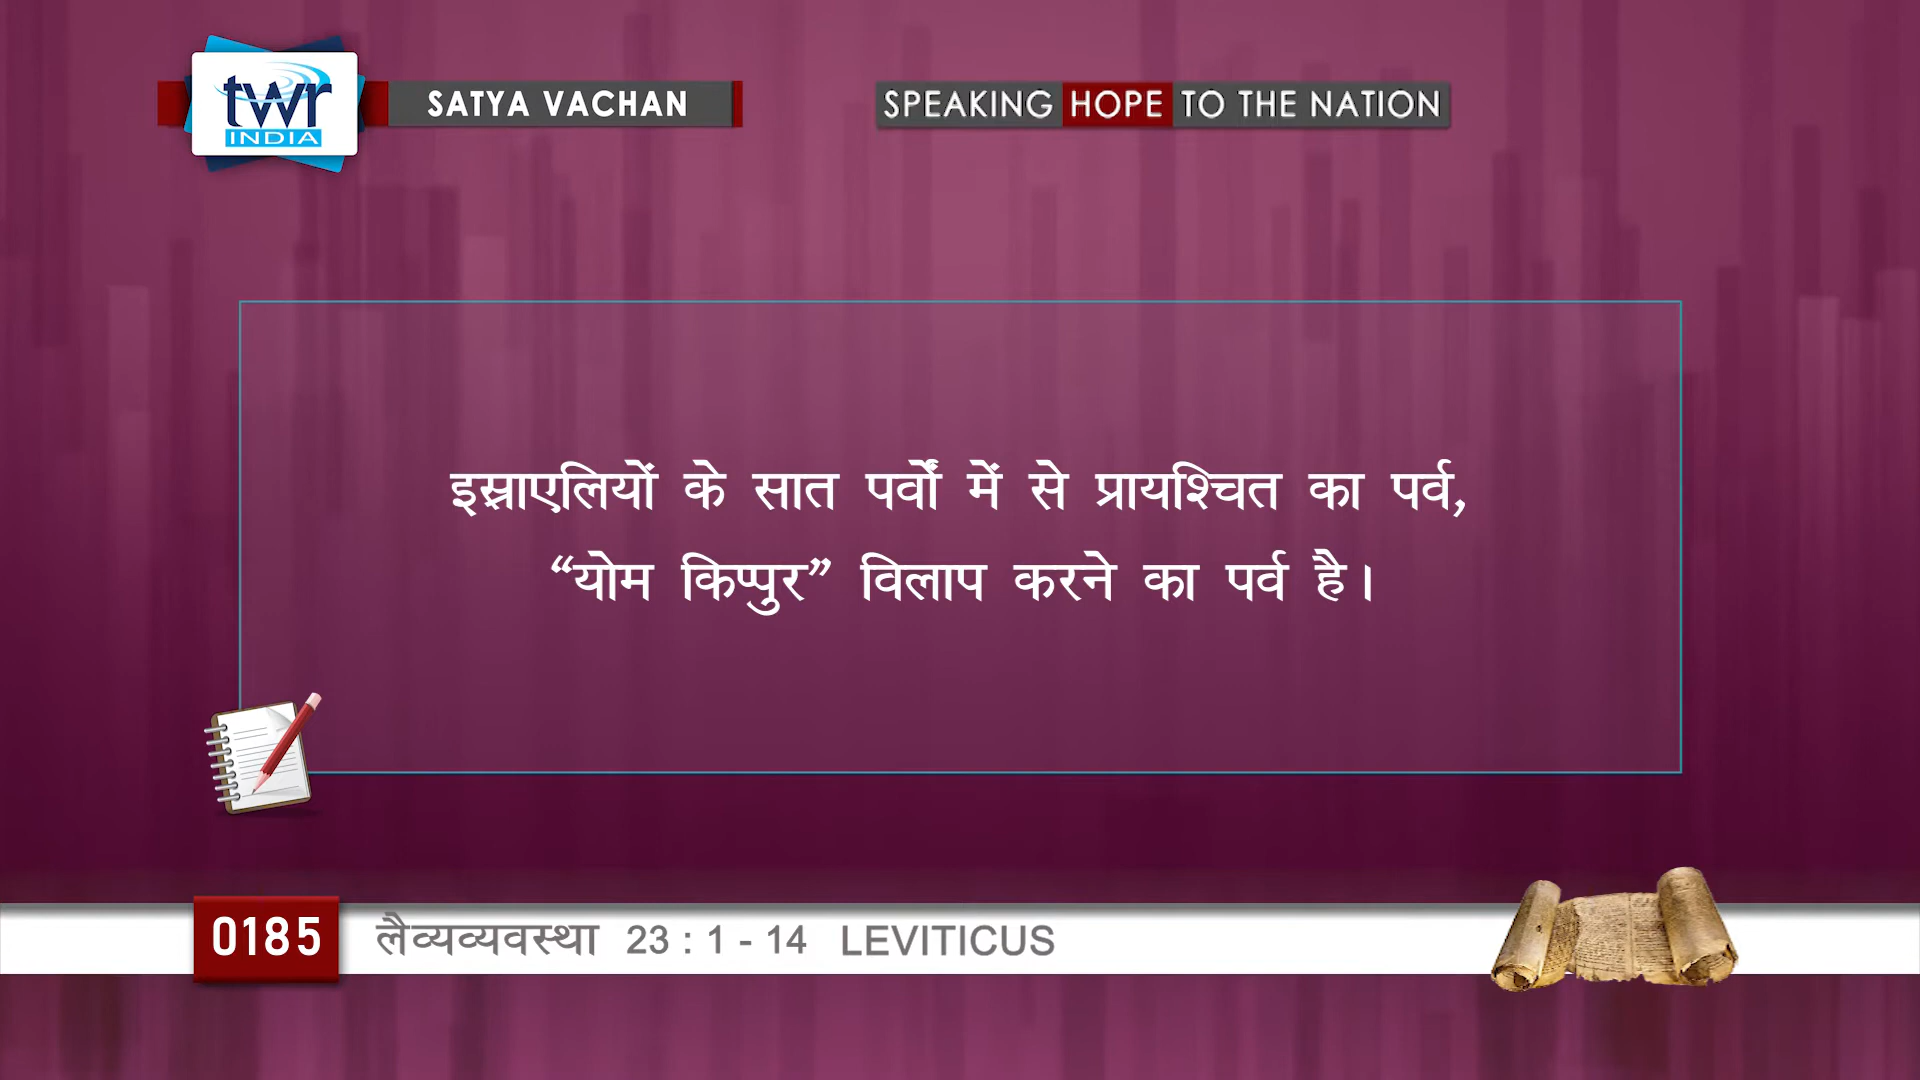 twr
INDIA
SATYA VACHAN
SPEAKING HOPE TO THE NATION
इस्राएलियों के सात पर्वों में से प्रायश्चित का पर्व,
“योम किप्पुर” विलाप करने का पर्व है।
0185 लैव्यव्यवस्था 23 : 1 - 14 LEVITICUS